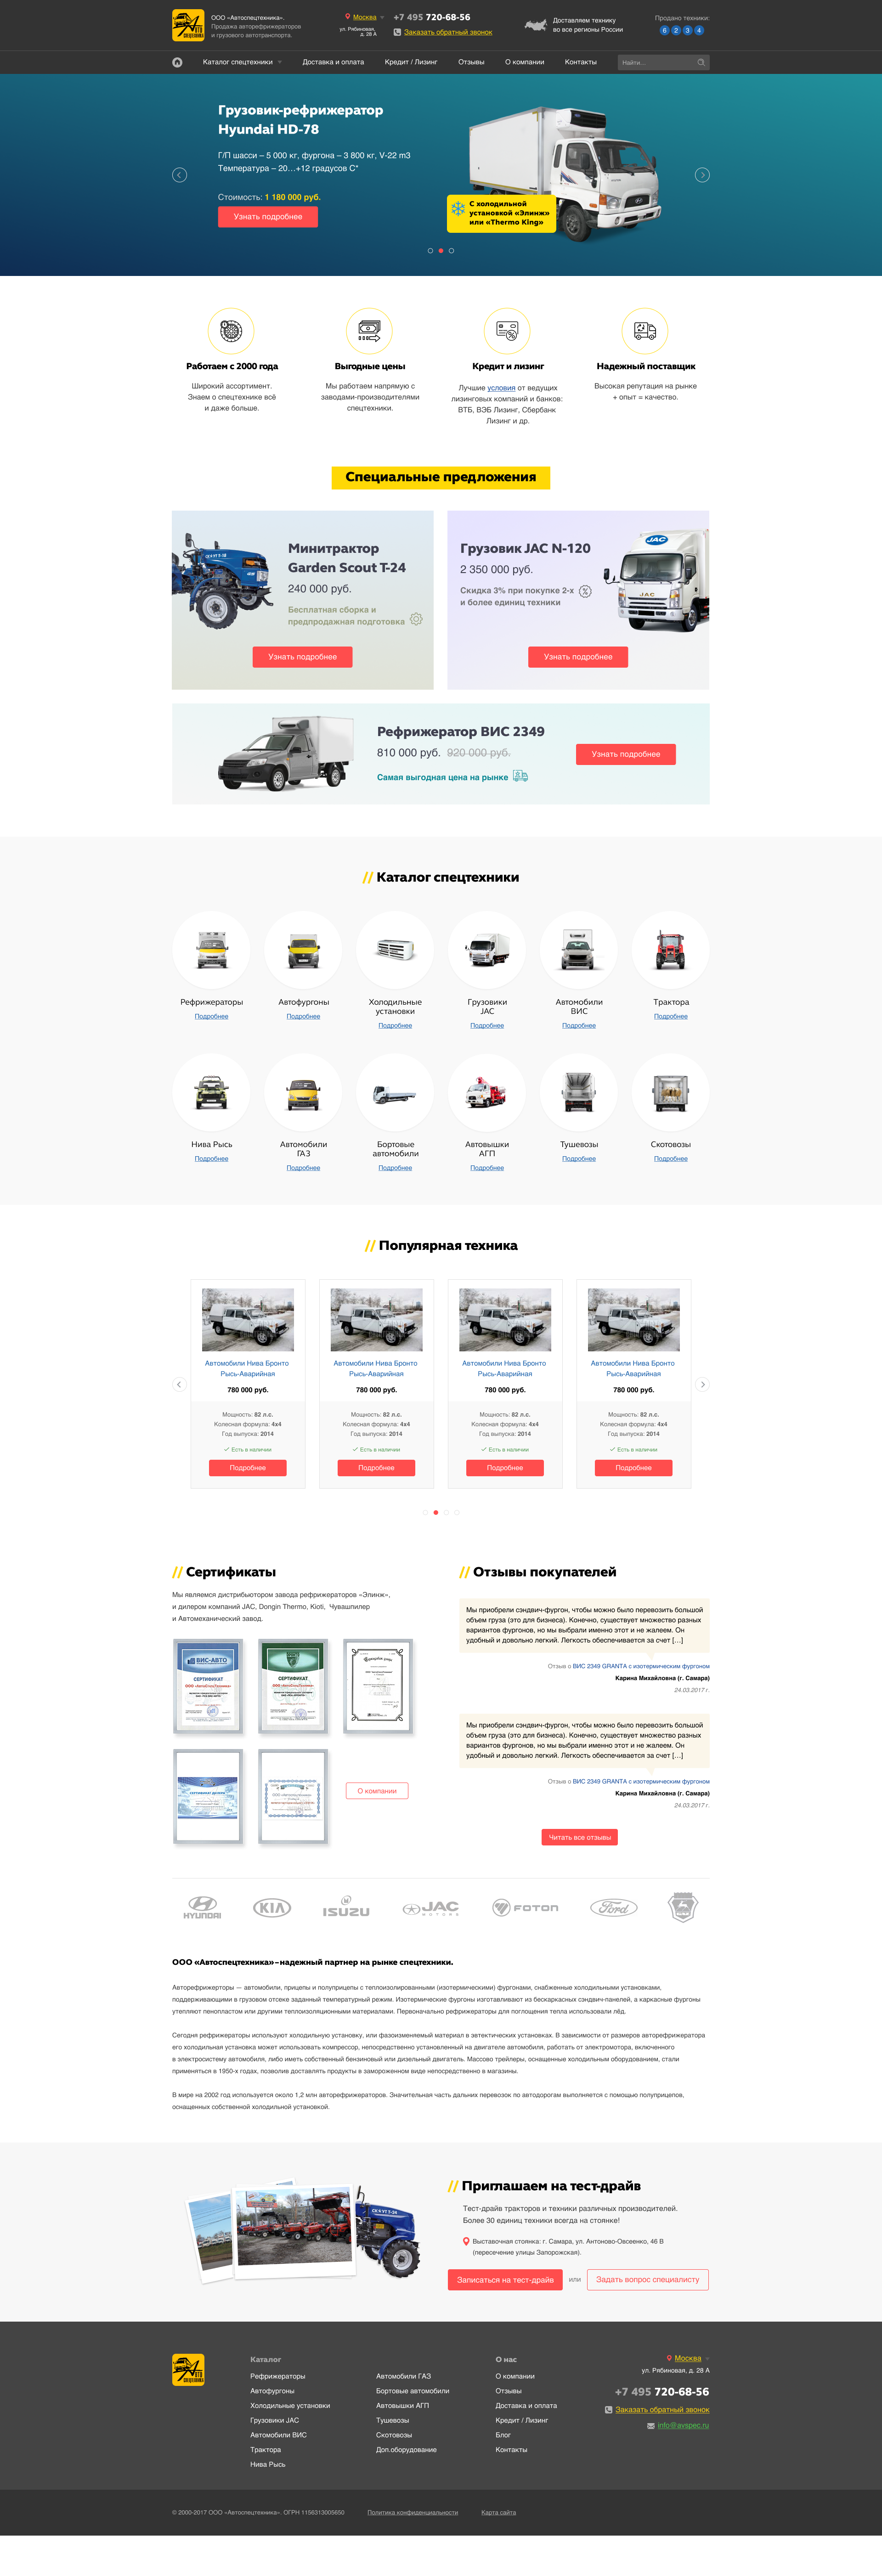 АВТО
СПЕЦТЕХНИКА
ООО «Автоспецтехника».
Продажа авторефрижераторов
и грузового автотранспорта.
Москва
ул. Рябиновая,
д. 28 А
+7 495 720-68-56
Заказать обратный звонок
Доставляем технику
во все регионы России
Продано техники:
6 2 3 4
Каталог спецтехники
Доставка и оплата
Кредит / Лизинг
Отзывы
О компании
Контакты
Найти...
Грузовик-рефрижератор
Hyundai HD-78
Г/П шасси – 5 000 кг, фургона – 3 800 кг, V-22 m3
Температура – 20…+12 градусов С*
Стоимость: 1 180 000 руб.
Узнать подробнее
С холодильной
установкой «Элинж»
или «Thermo King»
Работаем с 2000 года
Широкий ассортимент.
Знаем о спецтехнике всё
и даже больше.
Выгодные цены
Мы работаем напрямую с
заводами-производителями
спецтехники.
Кредит и лизинг
Лучшие условия от ведущих
лизинговых компаний и банков:
ВТБ, ВЭБ Лизинг, Сбербанк
Лизинг и др.
Надежный поставщик
Высокая репутация на рынке
+ опыт = качество.
Специальные предложения
Минитрактор
Garden Scout T-24
240 000 руб.
Бесплатная сборка и
предпродажная подготовка
Узнать подробнее
Грузовик JAC N-120
2 350 000 руб.
Скидка 3% при покупке 2-х
и более единиц техники
Узнать подробнее
JAC
JAC
Рефрижератор ВИС 2349
810 000 руб. 920 000 руб.
Самая выгодная цена на рынке
Узнать подробнее
// Каталог спецтехники
Рефрижераторы
Подробнее
Автофургоны
Подробнее
Холодильные
установки
Подробнее
Грузовики
JAC
Подробнее
Автомобили
ВИС
Подробнее
Трактора
Подробнее
Нива Рысь
Подробнее
Автомобили
ГАЗ
Подробнее
Бортовые
автомобили
Подробнее
Автовышки
АГП
Подробнее
Тушевозы
Подробнее
Скотовозы
Подробнее
// Популярная техника
Автомобили Нива Бронто
Рысь-Аварийная
780 000 руб.
Мощность: 82 л.с.
Колесная формула: 4х4
Год выпуска: 2014
Есть в наличии
Подробнее
Автомобили Нива Бронто
Рысь-Аварийная
780 000 руб.
Мощность: 82 л.с.
Колесная формула: 4х4
Год выпуска: 2014
Есть в наличии
Подробнее
Автомобили Нива Бронто
Рысь-Аварийная
780 000 руб.
Мощность: 82 л.с.
Колесная формула: 4х4
Год выпуска: 2014
Есть в наличии
Подробнее
Автомобили Нива Бронто
Рысь-Аварийная
780 000 руб.
Мощность: 82 л.с.
Колесная формула: 4х4
Год выпуска: 2014
Есть в наличии
Подробнее
// Сертификаты
Мы являемся дистрибьютором завода рефрижераторов «Элинж»,
и дилером компаний JAC, Dongin Thermo, Kioti, Чувашпилер
и Автомеханический завод.
ВИС-АВТО
СЕРТИФИКАТ
СЕРТИФИКАТ
О компании
// Отзывы покупателей
Мы приобрели сэндвич-фургон, чтобы можно было перевозить большой
объем груза (это для бизнеса). Конечно, существует множество разных
вариантов фургонов, но мы выбрали именно этот и не жалеем. Он
удобный и довольно легкий. Легкость обеспечивается за счет [...]
Отзыв о ВИС 2349 GRANTA с изотермическим фургоном
Карина Михайловна (г. Самара)
24.03.2017 г.
Мы приобрели сэндвич-фургон, чтобы можно было перевозить большой
объем груза (это для бизнеса). Конечно, существует множество разных
вариантов фургонов, но мы выбрали именно этот и не жалеем. Он
удобный и довольно легкий. Легкость обеспечивается за счет [...]
Отзыв о ВИС 2349 GRANTA с изотермическим фургоном
Карина Михайловна (г. Самара)
24.03.2017 г.
Читать все отзывы
HYUNDAI
KIA
ISUZU
JAC
MOTORS
FOTON
Ford
ООО «Автоспецтехника» – надежный партнер на рынке спецтехники.
Авторефрижерторы — автомобили, прицепы и полуприцепы с теплоизолированными (изотермическими) фургонами, снабженные холодильными установками,
поддерживающими в грузовом отсеке заданный температурный режим. Изотермические фургоны изготавливают из бескаркасных сэндвич-панелей, а каркасные фургоны
утепляют пенопластом или другими теплоизоляционными материалами. Первоначально рефрижераторы для поглощения тепла использовали лёд.
Сегодня рефрижераторы используют холодильную установку, или фазоизменяемый материал в эвтектических установках. В зависимости от размеров авторефрижератора
его холодильная установка может использовать компрессор, непосредственно установленный на двигателе автомобиля, работать от электромотора, включенного
в электросистему автомобиля, либо иметь собственный бензиновый или дизельный двигатель. Массово трейлеры, оснащенные холодильным оборудованием, стали
применяться в 1950-х годах, позволив доставлять продукты в замороженном виде непосредственно в магазины.
В мире на 2002 год используется около 1,2 млн авторефрижераторов. Значительная часть дальних перевозок по автодорогам выполняется с помощью полуприцепов,
оснащенных собственной холодильной установкой.
// Приглашаем на тест-драйв
Тест-драйв тракторов и техники различных производителей.
Более 30 единиц техники всегда на стоянке!
Выставочная стоянка: г. Самара, ул. Антоново-Овсеенко, 46 В
(пересечение улицы Запорожская).
Записаться на тест-драйв
или
Задать вопрос специалисту
АВТО
СПЕЦТЕХНИКА
Каталог
Рефрижераторы
Автофургоны
Холодильные установки
Грузовики JAC
Автомобили ВИС
Трактора
Нива Рысь
Автомобили ГАЗ
Бортовые автомобили
Автовышки АГП
Тушевозы
Скотовозы
Доп.оборудование
О нас
О компании
Отзывы
Доставка и оплата
Кредит / Лизинг
Блог
Контакты
Москва
ул. Рябиновая, д. 28 А
+7 495 720-68-56
Заказать обратный звонок
info@avspec.ru
© 2000-2017 ООО «Автоспецтехника». ОГРН 1156313005650
Политика конфиденциальности
Карта сайта